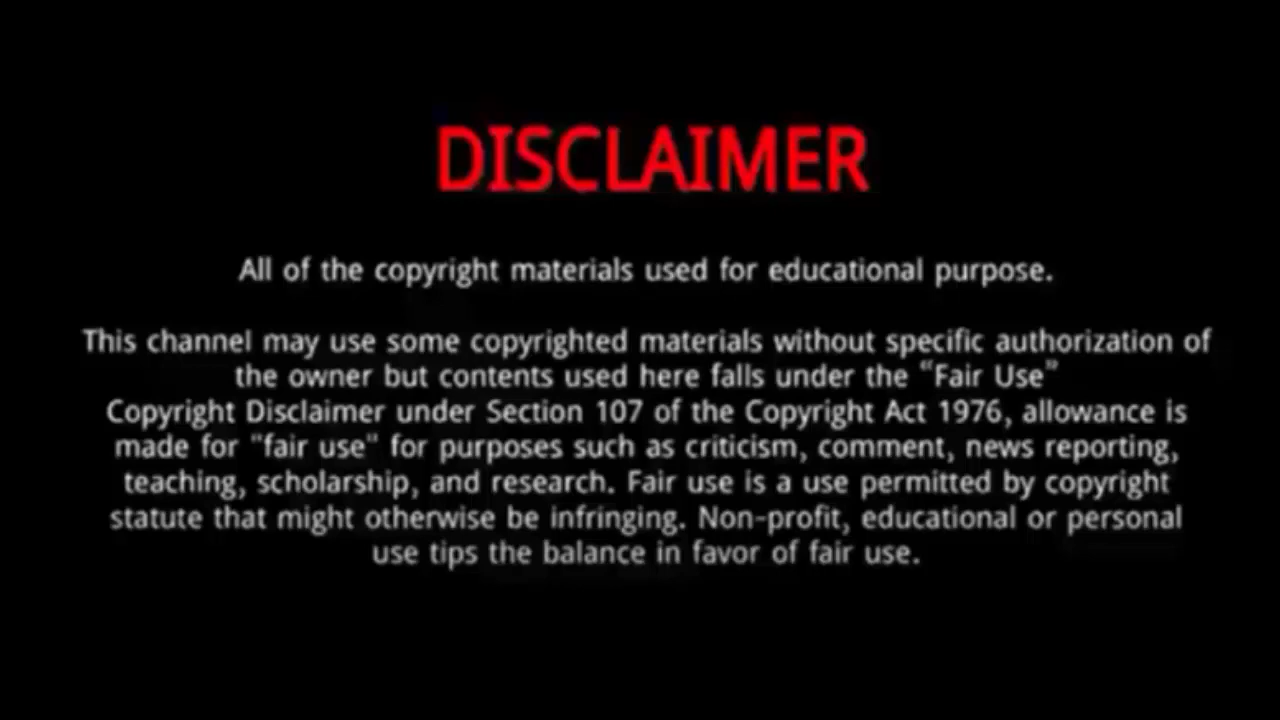 DISCLAIMER
All of the copyright materials used for educational purpose.
This channel may use some copyrighted materials without specific authorization of
the owner but contents used here falls under the “Fair Use”
Copyright Disclaimer under Section 107 of the Copyright Act 1976, allowance is
made for "fair use" for purposes such as criticism, comment, news reporting,
teaching, scholarship, and research. Fair use is a use permitted by copyright
statute that might otherwise be infringing. Non-profit, educational or personal
use tips the balance in favor of fair use.